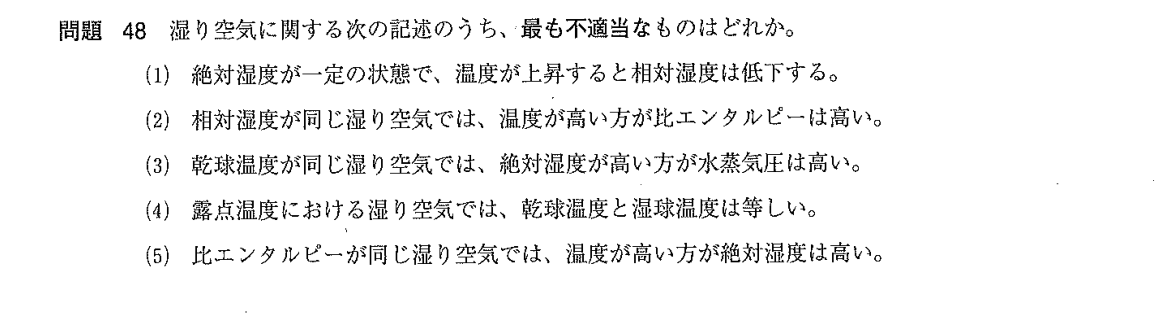 問題 48 湿り空気に関する次の記述のうち、最も不適当なものはどれか。
(1) 絶対湿度が一定の状態で、温度が上昇すると相対湿度は低下する。
(2) 相対湿度が同じ湿り空気では、温度が高い方が比エンタルピーは高い。
(3) 乾球温度が同じ湿り空気では、絶対湿度が高い方が水蒸気圧は高い。
(4) 露点温度における湿り空気では、乾球温度と湿球温度は等しい。
(5) 比エンタルピーが同じ湿り空気では、温度が高い方が絶対湿度は高い。